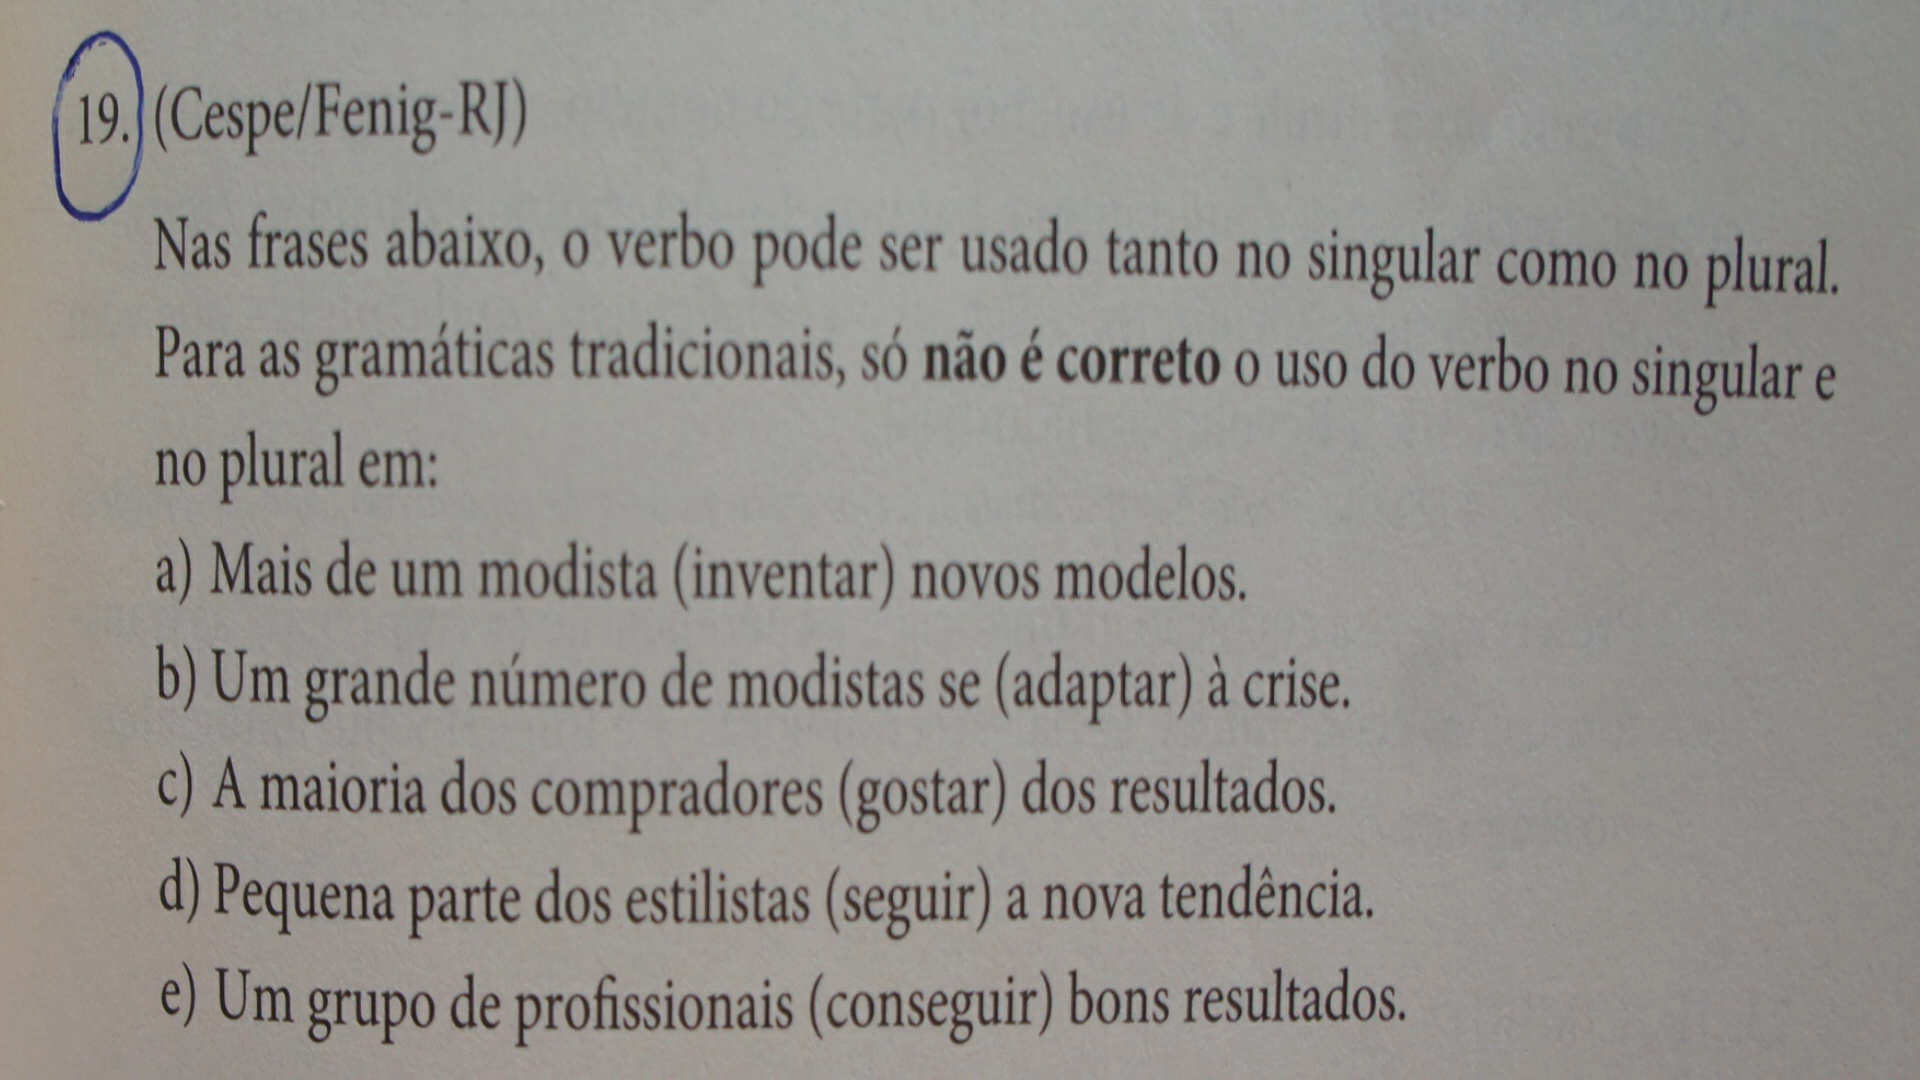 19. (Cespe/Fenig-RJ)
Nas frases abaixo, o verbo pode ser usado tanto no singular como no plural.
Para as gramáticas tradicionais, só não é correto o uso do verbo no singular e
no plural em:
a) Mais de um modista (inventar) novos modelos.
b) Um grande número de modistas se (adaptar) à crise.
c) A maioria dos compradores (gostar) dos resultados.
d) Pequena parte dos estilistas (seguir) a nova tendência.
e) Um grupo de profissionais (conseguir) bons resultados.